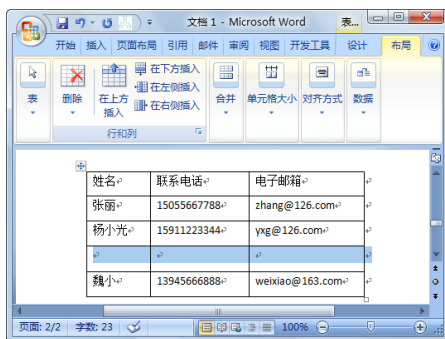 文档 1 - Microsoft Word
表...
开始 插入 页面布局 引用 邮件 审阅 视图 开发工具 设计 布局
表
删除
在上方
插入
在下方插入
在左侧插入
在右侧插入
合并
单元格大小
对齐方式
数据
行和列
姓名 联系电话 电子邮箱
张丽 15055667788 zhang@126.com
杨小光 15911223344 yxg@126.com
魏小 13945666888 weixiao@163.com
页面: 2/2 字数: 23 100%